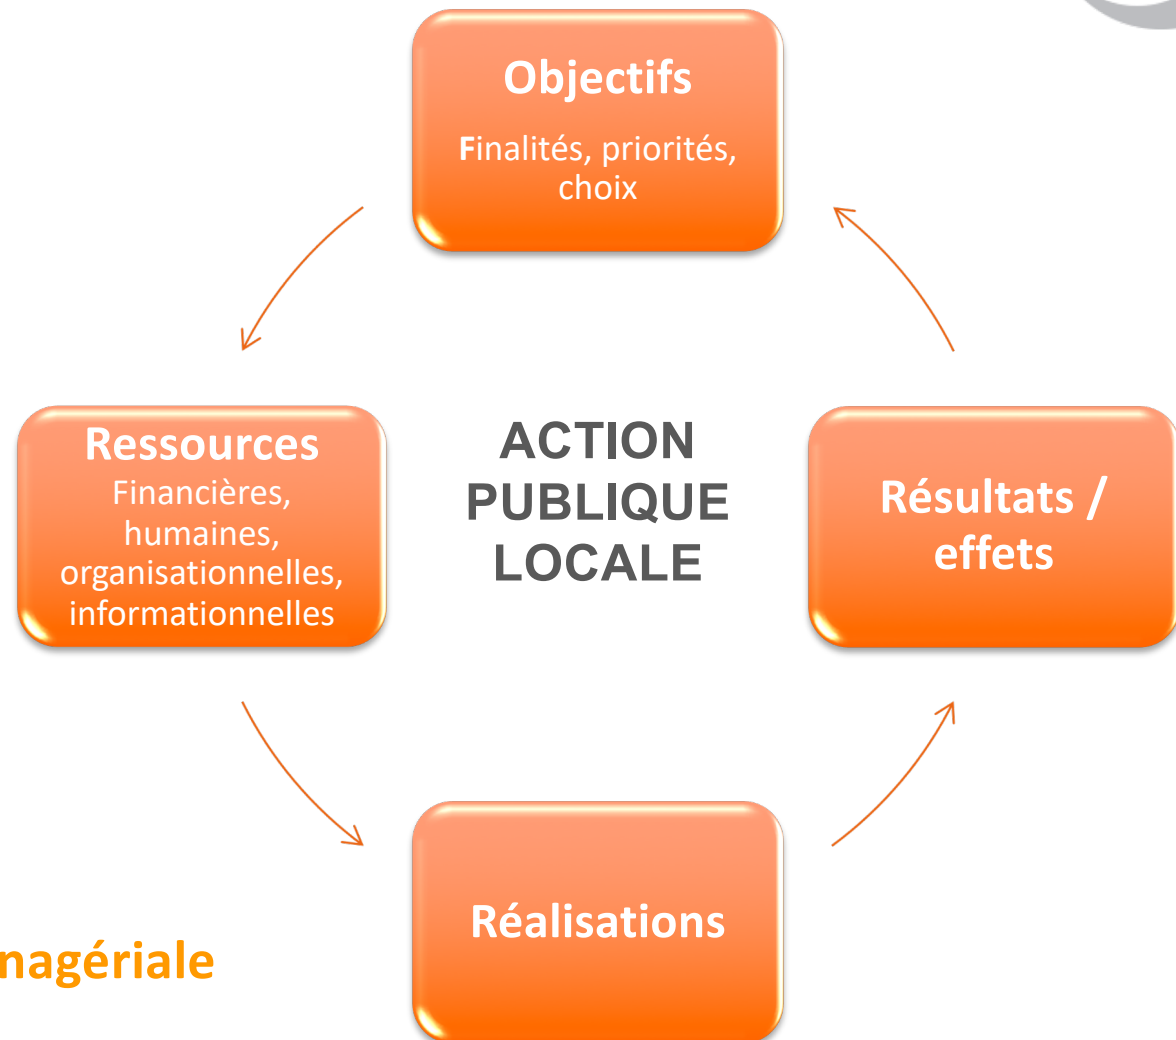 Objectifs
Finalités, priorités,
choix
Ressources
Financières,
humaines,
organisationnelles,
informationnelles
ACTION
PUBLIQUE
LOCALE
Résultats /
effets
Réalisations
nagériale